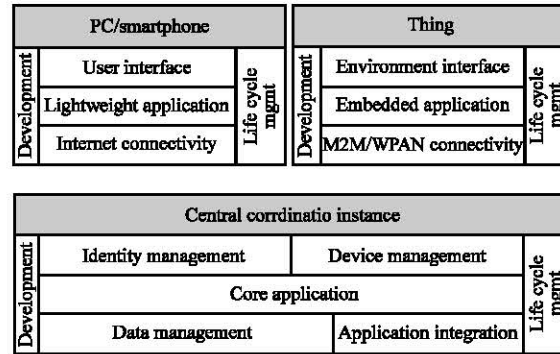 PC/smartphone
Development
User interface
Lightweight application
Internet connectivity
Life cycle
mgmt
Thing
Development
Environment interface
Embedded application
M2M/WPAN connectivity
Life cycle
mgmt
Central corrdinatio instance
Development
Identity management
Device management
Core application
Data management
Application integration
Life cycle
mgmt